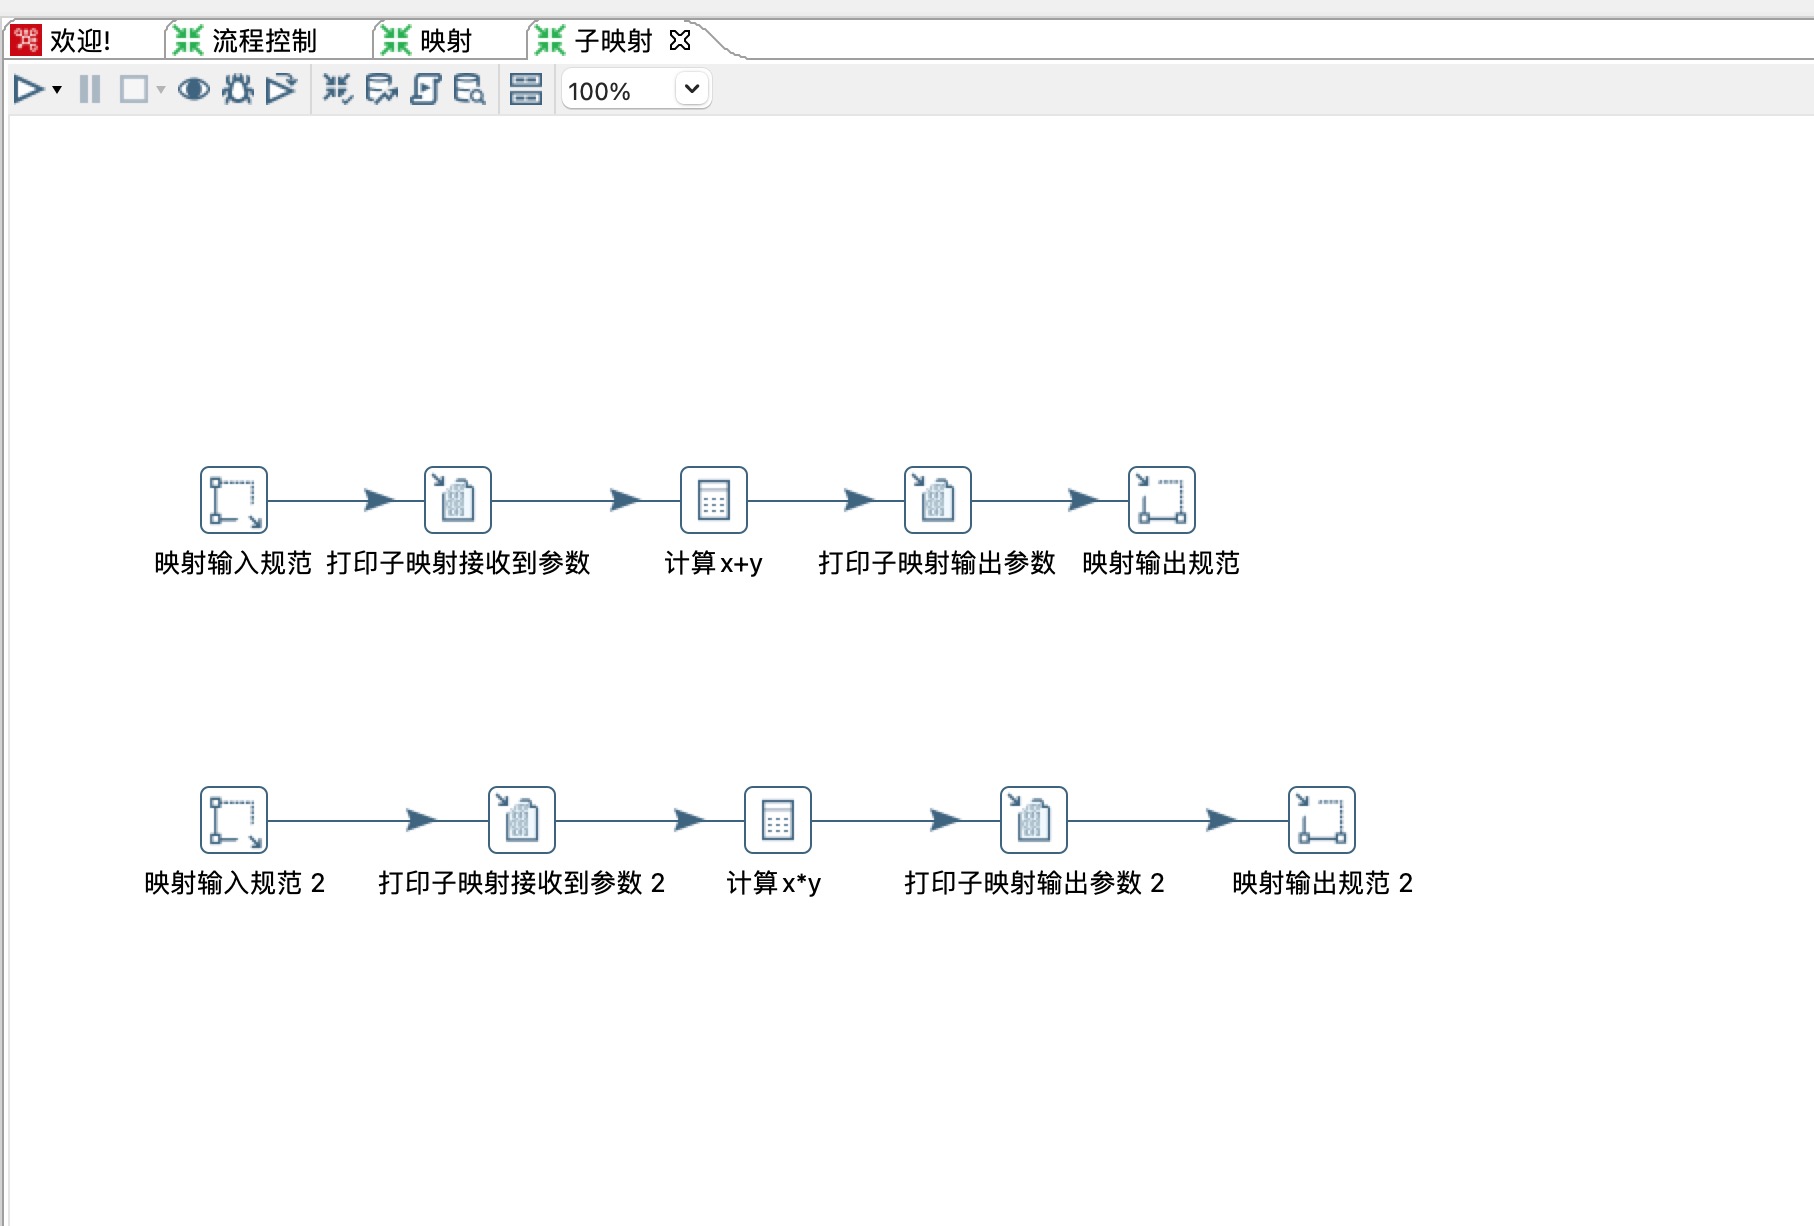 欢迎!
流程控制
映射
子映射
100%
映射输入规范
打印子映射接收到参数
计算x+y
打印子映射输出参数
映射输出规范
映射输入规范 2
打印子映射接收到参数 2
计算x*y
打印子映射输出参数 2
映射输出规范 2